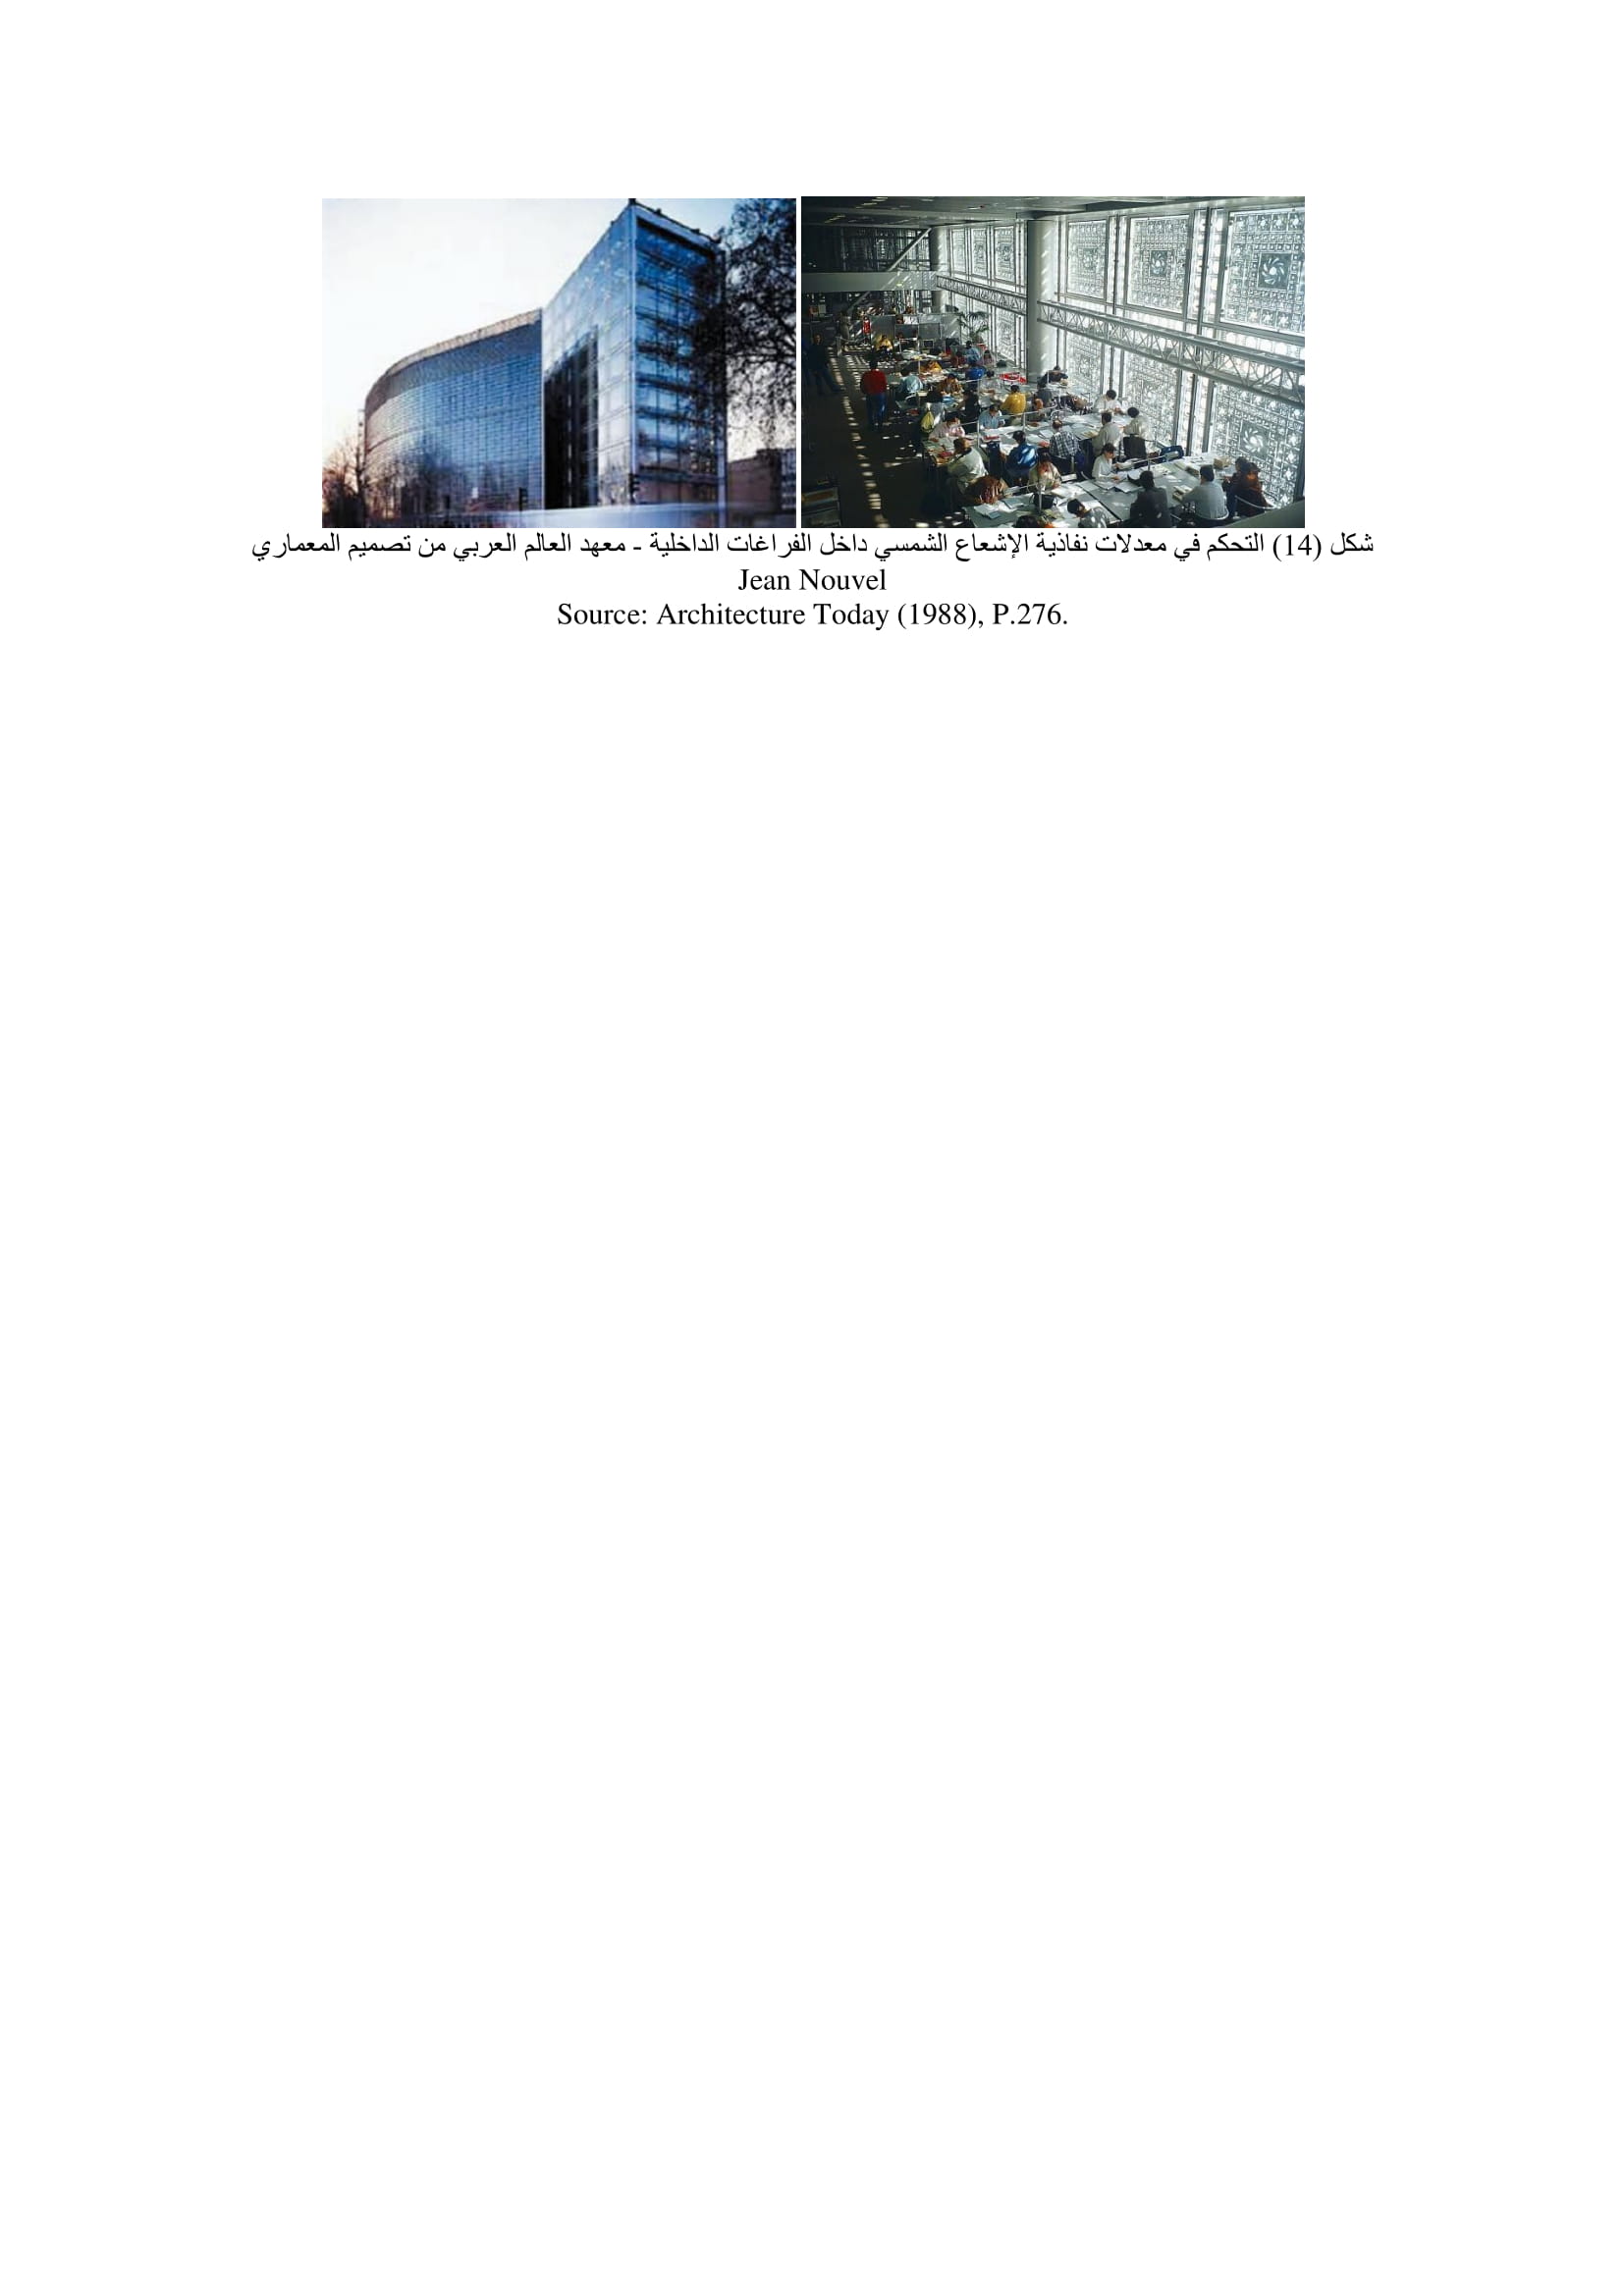 شكل (14) التحكم في معدلات نفاذية الإشعاع الشمسي داخل الفراغات الداخلية - معهد العالم العربي من تصميم المعماري
Jean Nouvel
Source: Architecture Today (1988), P.276.